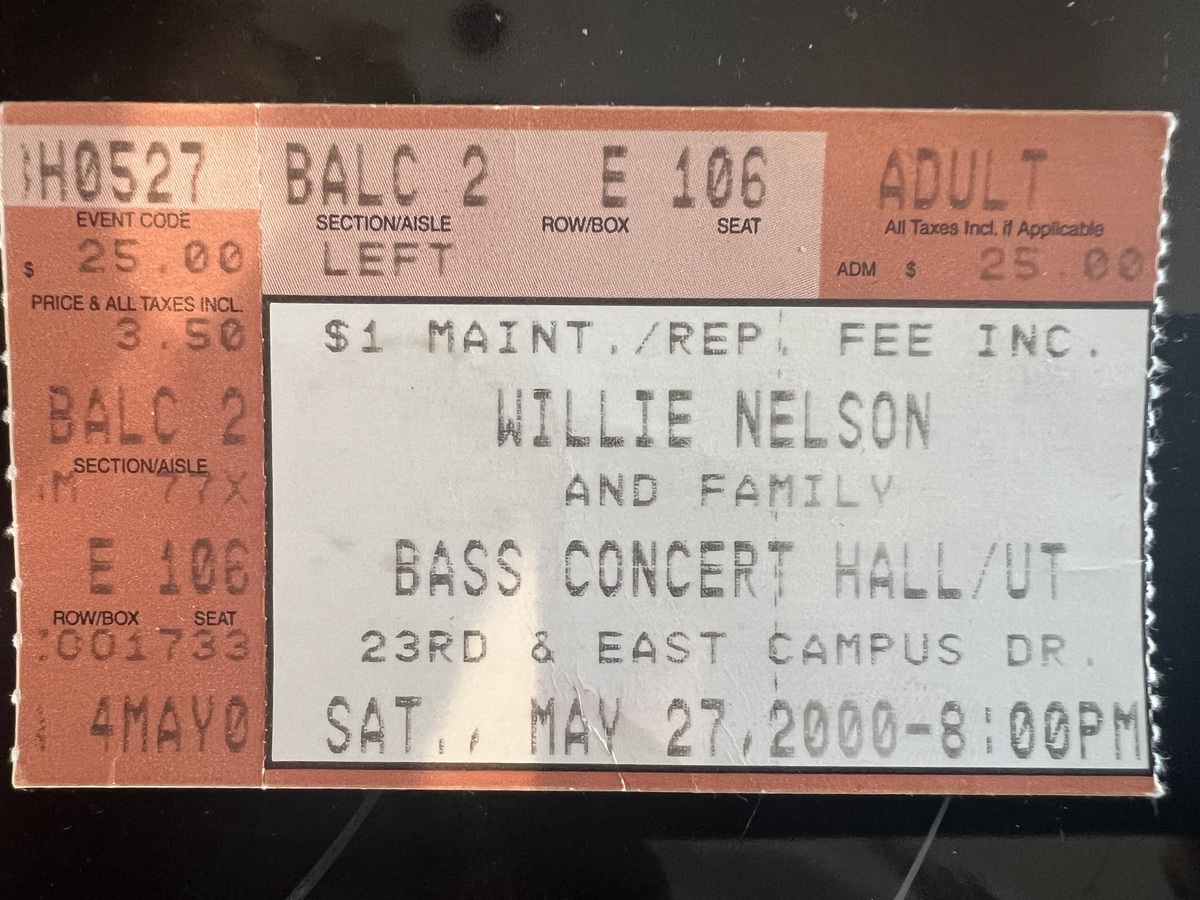 H0527
EVENT CODE
$ 25.00
PRICE & ALL TAXES INCL.
3.50
BALC 2
SECTION/AISLE
77X
E 106
ROW/BOX SEAT
001733
4MAY0
BALC 2 E 106
SECTION/AISLE ROW/BOX SEAT
LEFT
ADULT
All Taxes Incl. if Applicable
ADM $ 25.00
$1 MAINT./REP. FEE INC.
WILLIE NELSON
AND FAMILY
BASS CONCERT HALL/UT
23RD & EAST CAMPUS DR.
SAT., MAY 27,2000-8:00PM